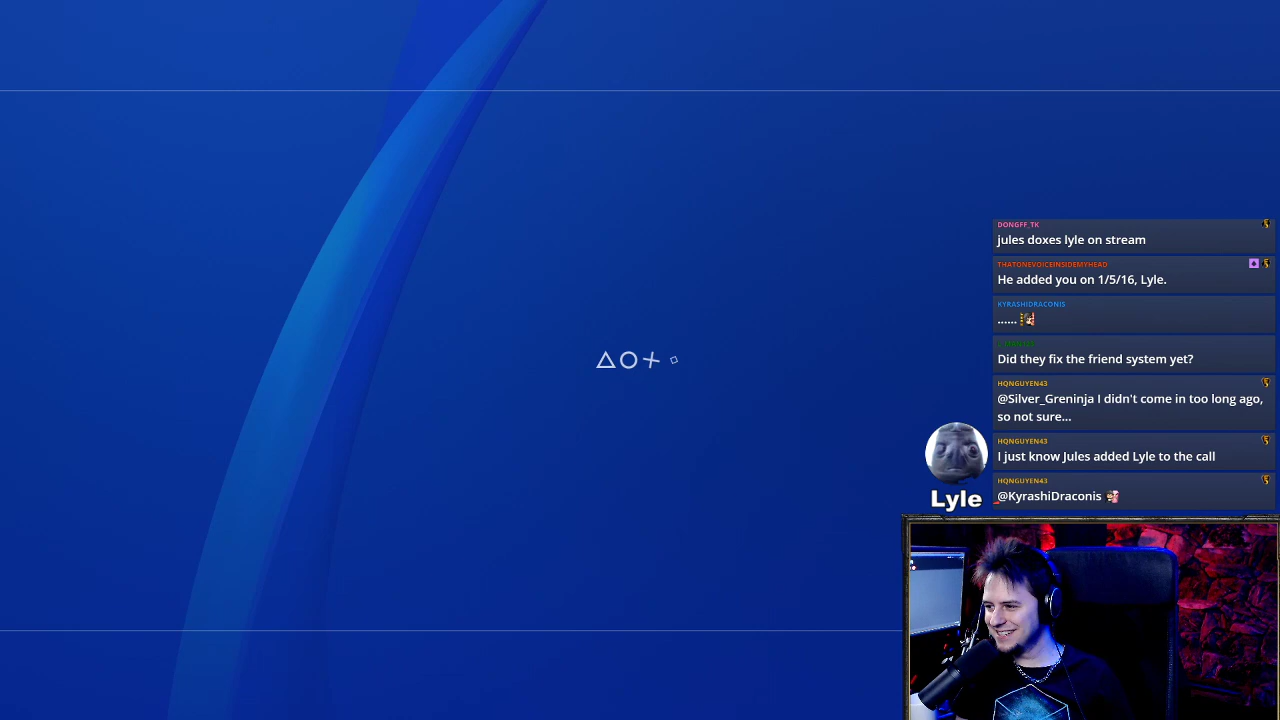 DONGFF_TK
jules doxes lyle on stream
THATONEVOICEINSIDEMYHEAD
He added you on 1/5/16, Lyle.
KYRASHIDRACONIS
......
Did they fix the friend system yet?
HQNGUYEN43
@Silver_Greninja I didn't come in too long ago,
so not sure...
HQNGUYEN43
I just know Jules added Lyle to the call
HQNGUYEN43
@KyrashiDraconis
Lyle